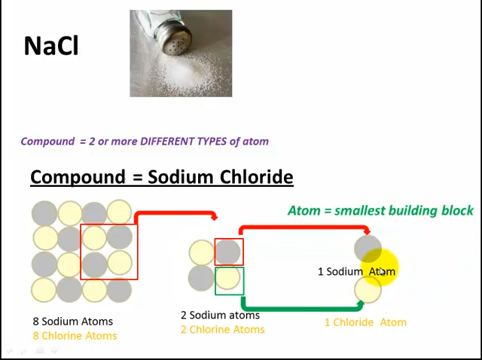 NaCl
Compound = 2 or more DIFFERENT TYPES of atom
Compound = Sodium Chloride
Atom = smallest building block
1 Sodium Atom
8 Sodium Atoms
8 Chlorine Atoms
2 Sodium atoms
2 Chlorine Atoms
1 Chloride Atom